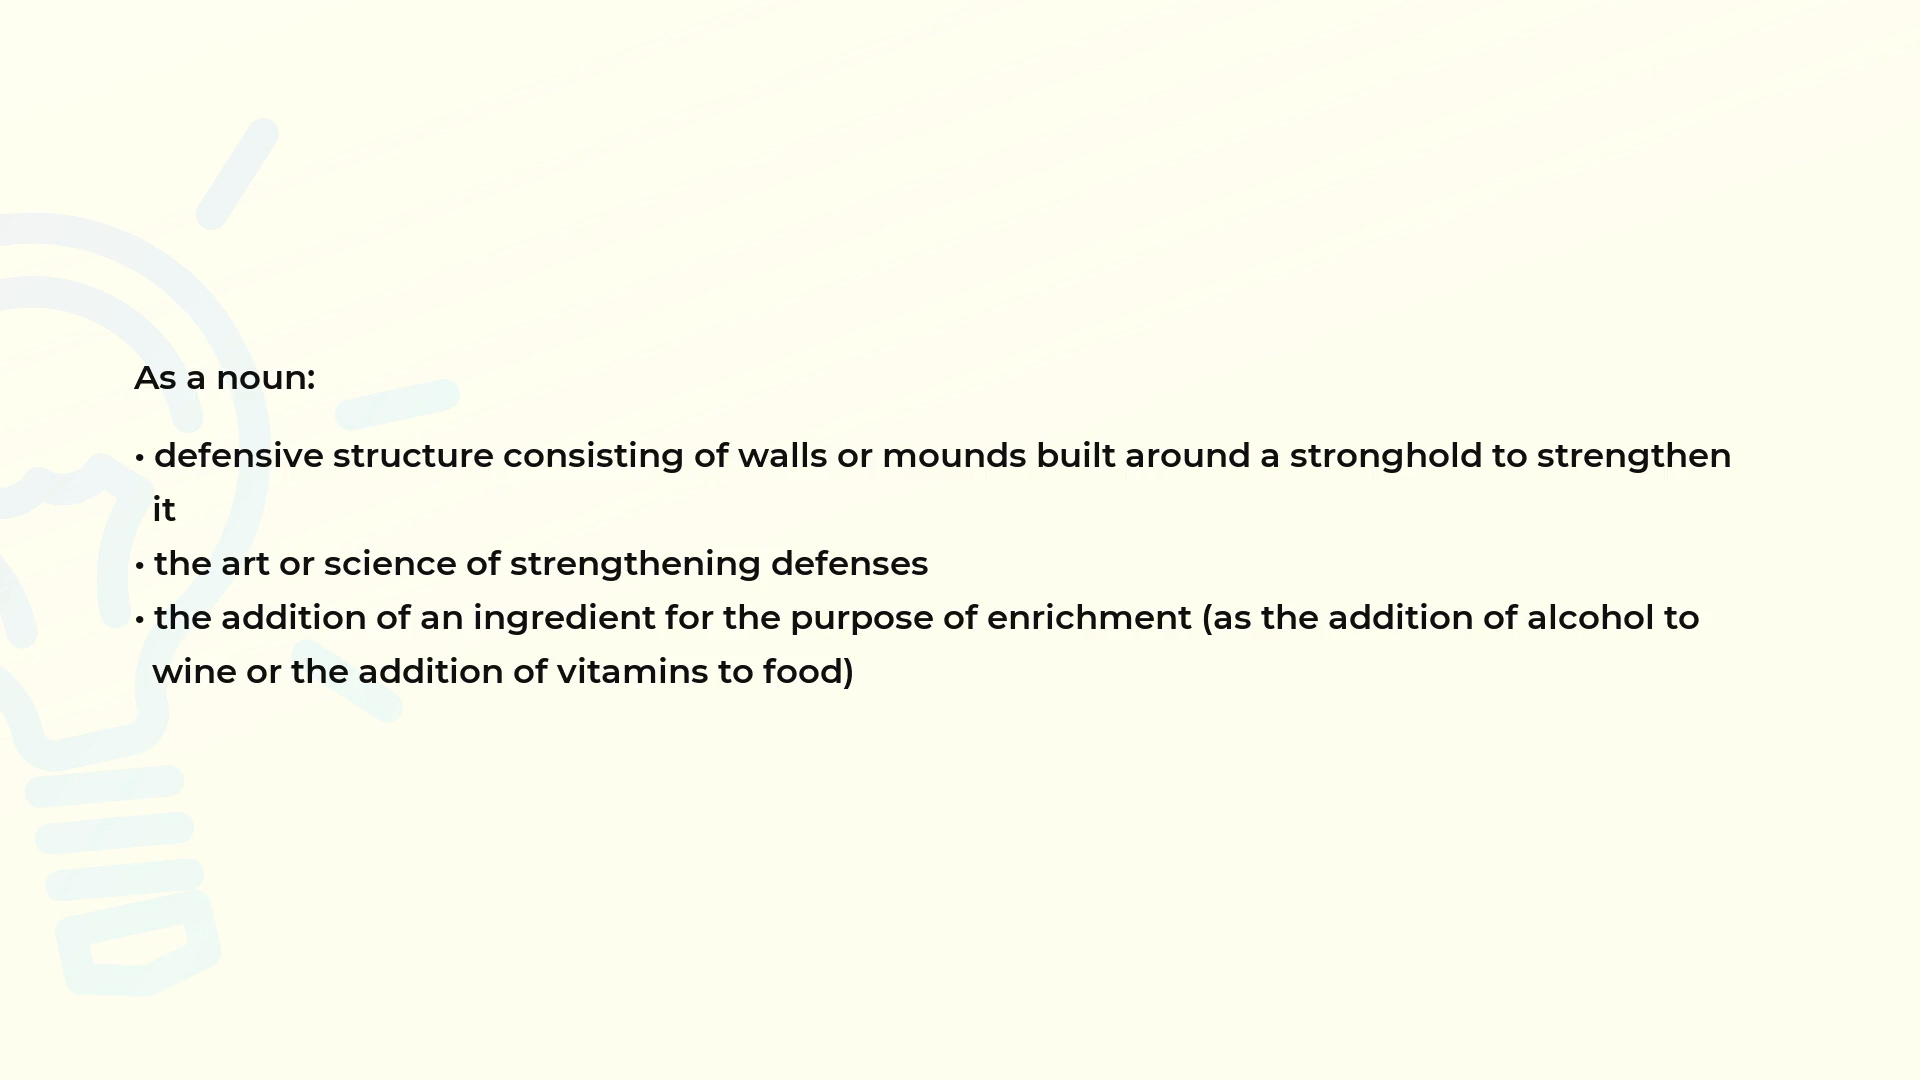 As a noun:
• defensive structure consisting of walls or mounds built around a stronghold to strengthen
it
• the art or science of strengthening defenses
• the addition of an ingredient for the purpose of enrichment (as the addition of alcohol to
wine or the addition of vitamins to food)